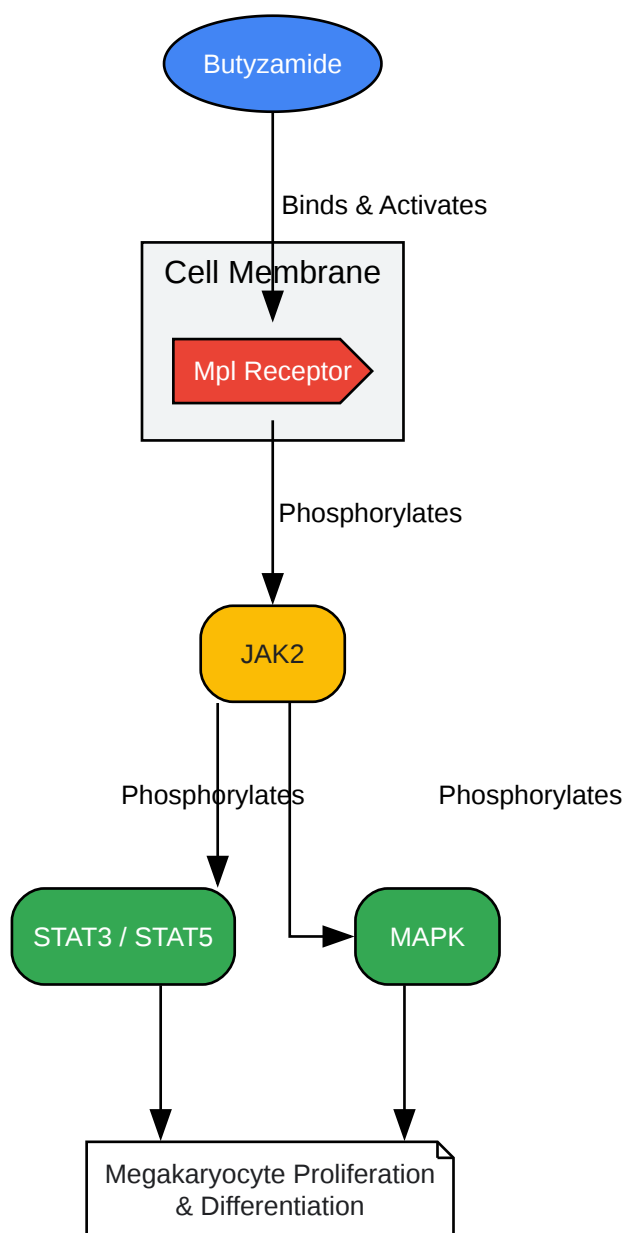 Butyzamide
Binds & Activates
Cell Membrane
Mpl Receptor
Phosphorylates
JAK2
Phosphorylates
Phosphorylates
STAT3 / STAT5
MAPK
Megakaryocyte Proliferation
& Differentiation